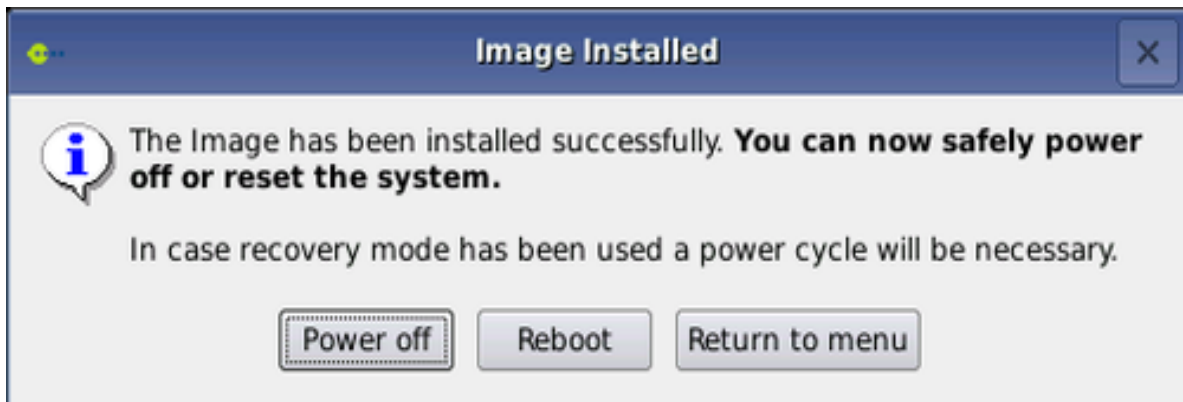 Image Installed
The Image has been installed successfully. You can now safely power
off or reset the system.
In case recovery mode has been used a power cycle will be necessary.
Power off
Reboot
Return to menu